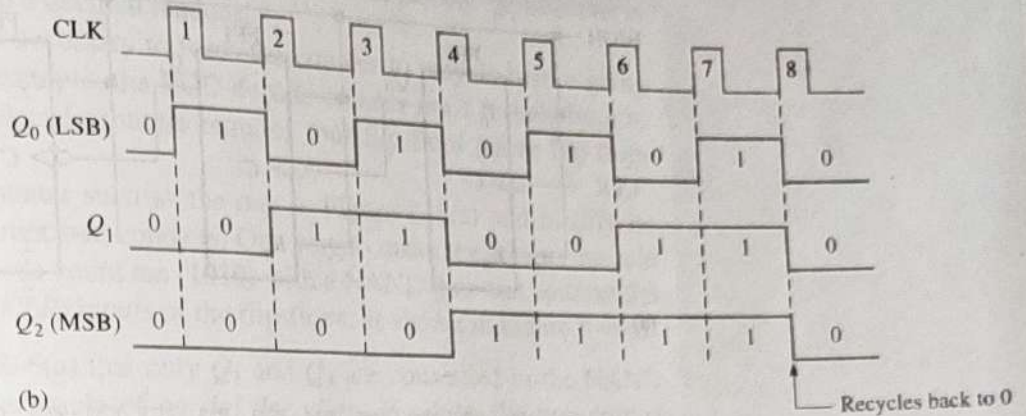 CLK 1 2 3 4 5 6 7 8
Q0 (LSB) 0 1 0 1 0 1 0 1 0
Q1 0 0 1 1 0 0 1 1 0
Q2 (MSB) 0 0 0 0 1 1 1 1 0
(b)
Recycles back to 0